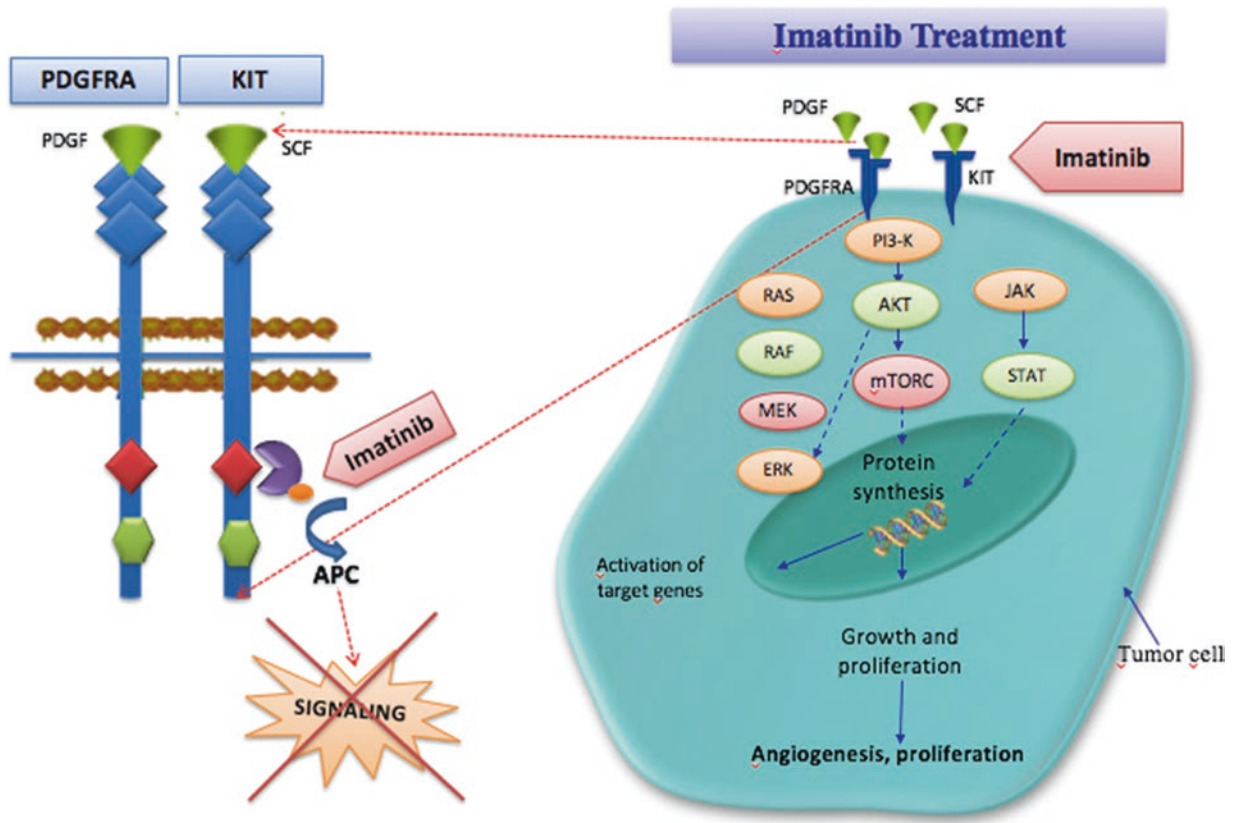 Imatinib Treatment
PDGFRA
KIT
PDGF
SCF
PDGF
SCF
Imatinib
PDGFRA
KIT
PI3-K
RAS
AKT
JAK
RAF
mTORC
STAT
MEK
Imatinib
ERK
Protein
synthesis
APC
Activation of
target genes
SIGNALING
Growth and
proliferation
Tumor cell
Angiogenesis, proliferation